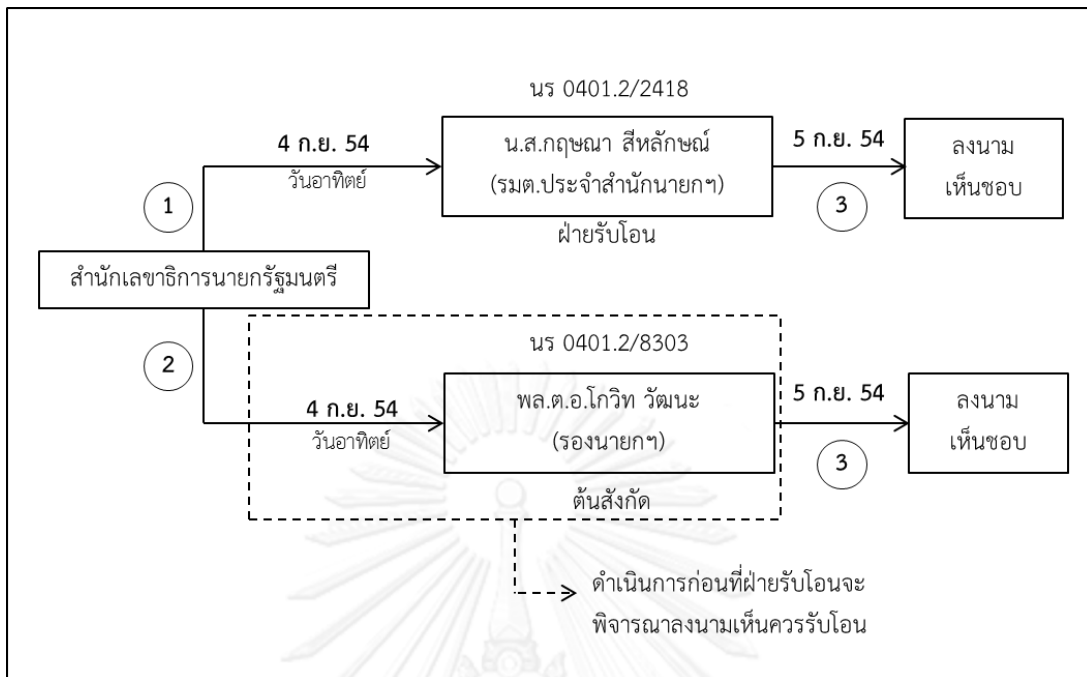 นร 0401.2/2418
4 ก.ย. 54
วันอาทิตย์
น.ส.กฤษณา สีหลักษณ์
(รมต.ประจำสำนักนายกฯ)
ฝ่ายรับโอน
5 ก.ย. 54
ลงนาม
เห็นชอบ
1
3
สำนักเลขาธิการนายกรัฐมนตรี
2
นร 0401.2/8303
4 ก.ย. 54
วันอาทิตย์
พล.ต.อ.โกวิท วัฒนะ
(รองนายกฯ)
ต้นสังกัด
5 ก.ย. 54
ลงนาม
เห็นชอบ
3
ดำเนินการก่อนที่ฝ่ายรับโอนจะ
พิจารณาลงนามเห็นควรรับโอน